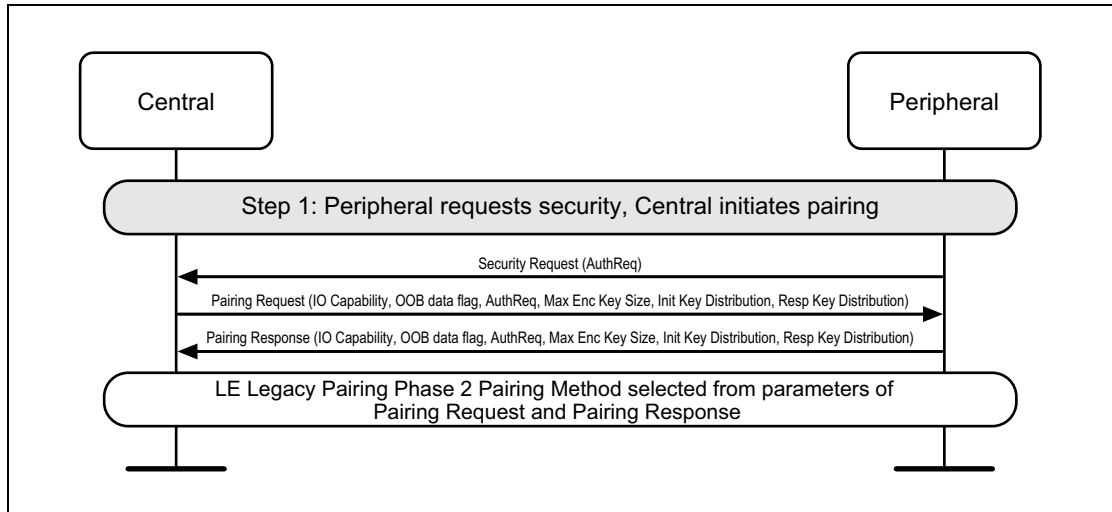 Central
Peripheral
Step 1: Peripheral requests security, Central initiates pairing
Security Request (AuthReq)
Pairing Request (IO Capability, OOB data flag, AuthReq, Max Enc Key Size, Init Key Distribution, Resp Key Distribution)
Pairing Response (IO Capability, OOB data flag, AuthReq, Max Enc Key Size, Init Key Distribution, Resp Key Distribution)
LE Legacy Pairing Phase 2 Pairing Method selected from parameters of
Pairing Request and Pairing Response